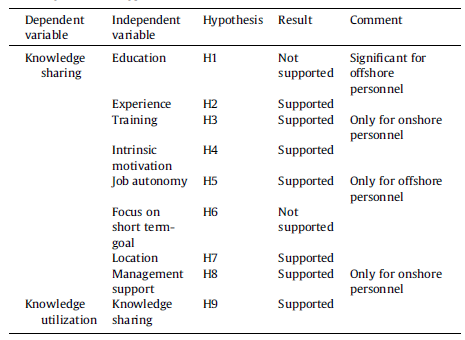 Dependent variable Independent variable Hypothesis Result Comment
Knowledge sharing Education H1 Not supported Significant for offshore personnel
Experience H2 Supported
Training H3 Supported Only for onshore personnel
Intrinsic motivation H4 Supported
Job autonomy H5 Supported Only for offshore personnel
Focus on short term-goal H6 Not supported
Location H7 Supported
Management support H8 Supported Only for onshore personnel
Knowledge utilization Knowledge sharing H9 Supported